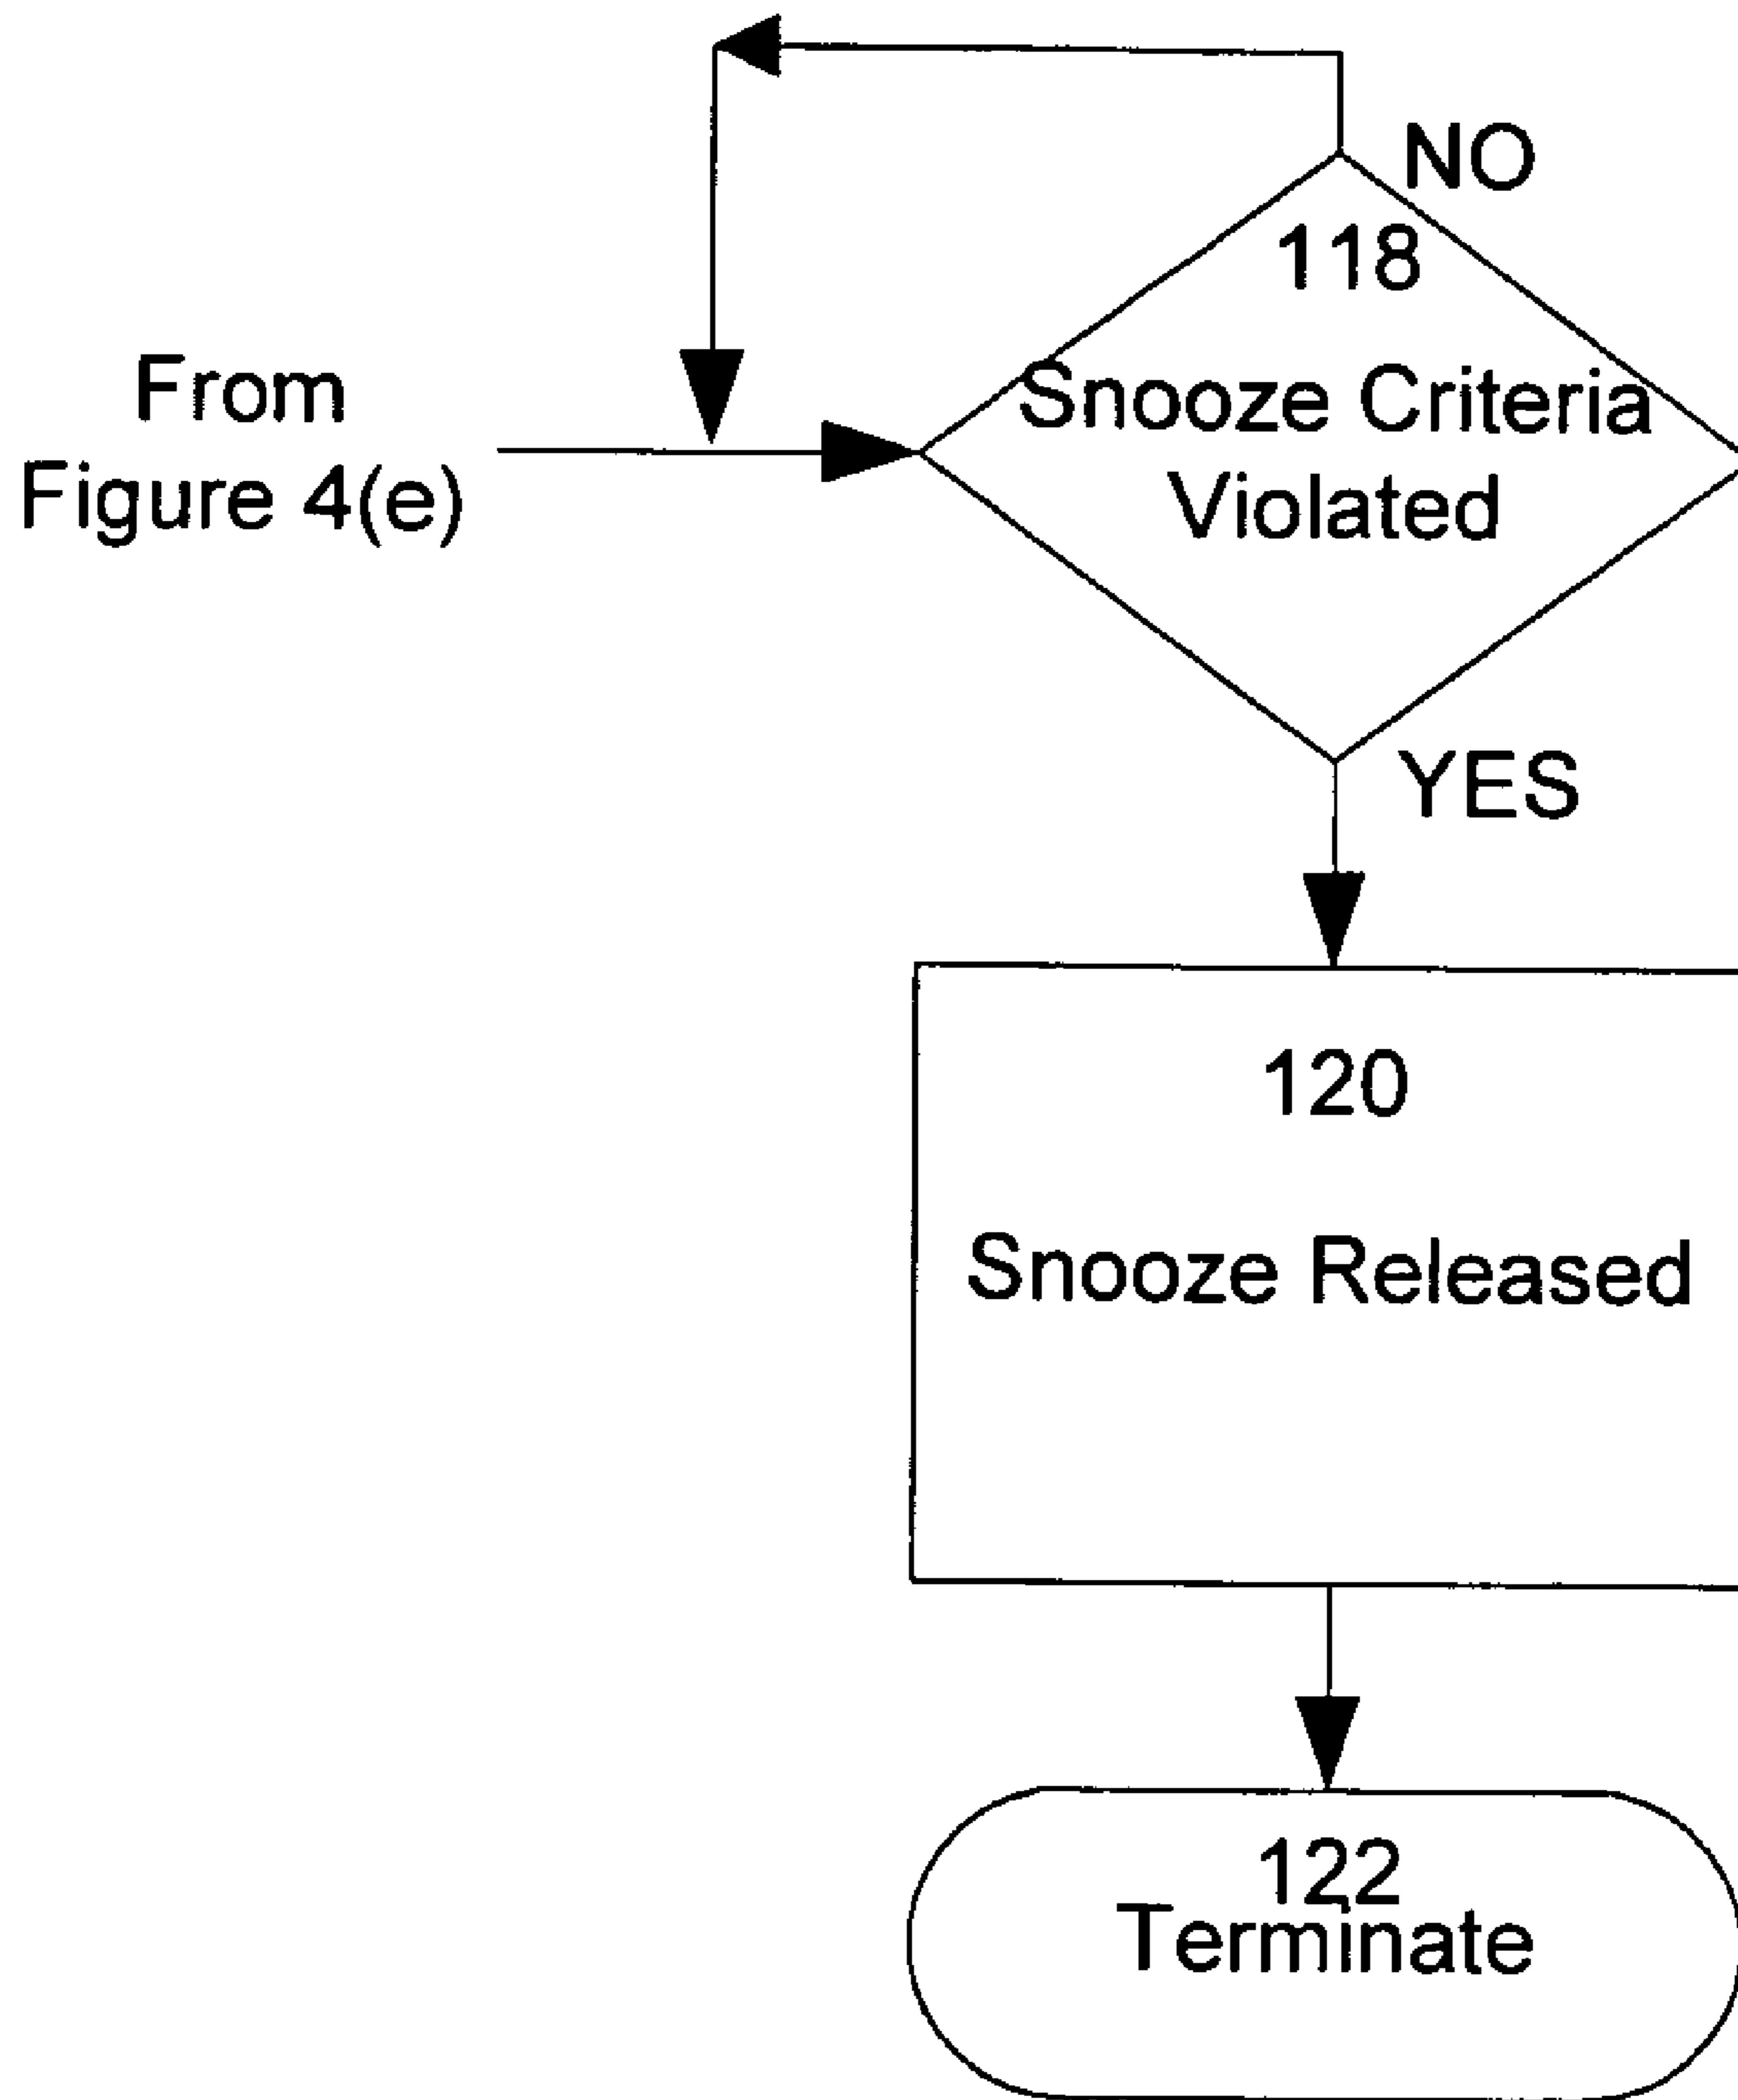 NO
118
Snooze Criteria
Violated
From
Figure 4(e)
YES
120
Snooze Released
122
Terminate